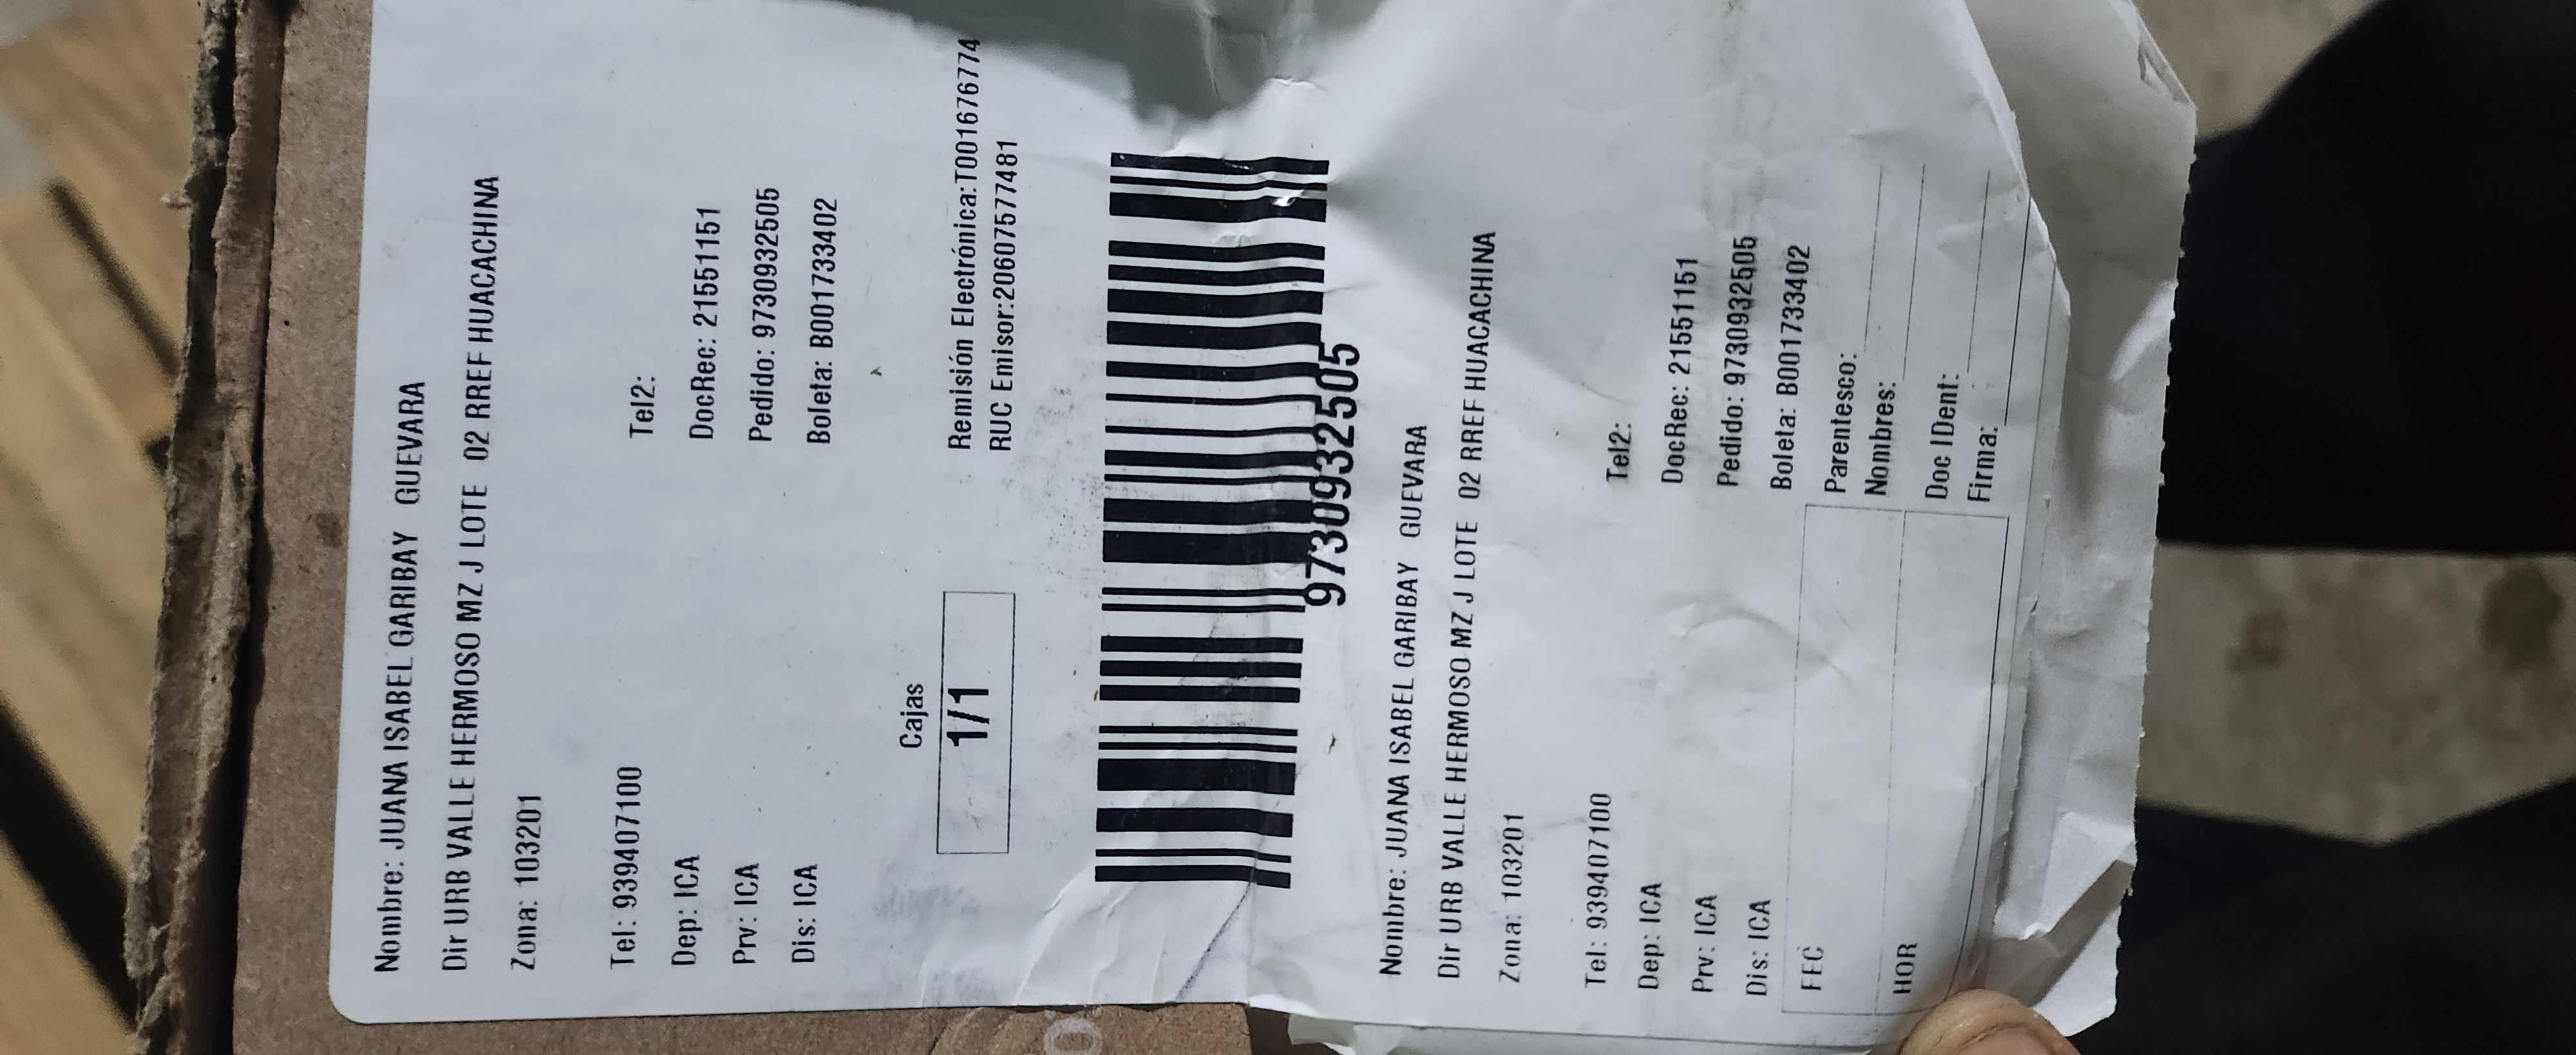 Nombre: JUANA ISABEL GARIBAY GUEVARA
Dir URB VALLE HERMOSO MZ J LOTE 02 RREF HUACACHINA
Zona: 103201
Tel: 939407100 Tel2:
Dep: ICA DocRec: 21551151
Prv: ICA Pedido: 9730932505
Dis: ICA Boleta: B001733402
Cajas
1/1
Remisión Electrónica:T001676774
RUC Emisor:20607577481
9730932505
Nombre: JUANA ISABEL GARIBAY GUEVARA
Dir URB VALLE HERMOSO MZ J LOTE 02 RREF HUACACHINA
Zona: 103201
Tel: 939407100 Tel2:
Dep: ICA DocRec: 21551151
Prv: ICA Pedido: 9730932505
Dis: ICA Boleta: B001733402
FEC Parentesco:
Nombres:
HOR Doc IDent:
Firma: